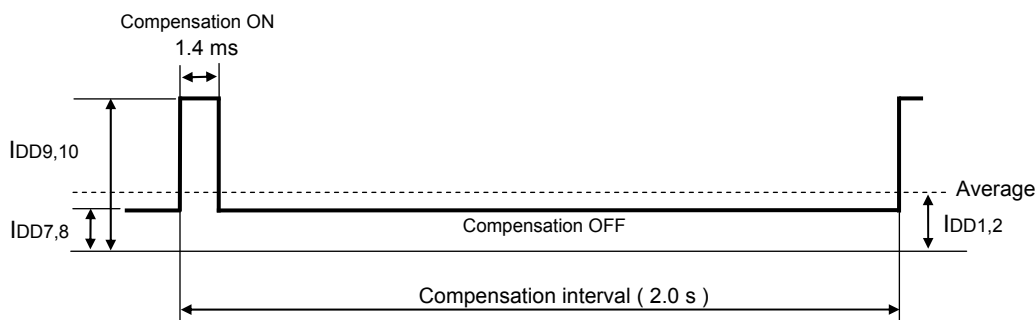 Compensation ON
1.4 ms
IDD9,10
Average
IDD7,8
Compensation OFF
IDD1,2
Compensation interval ( 2.0 s )